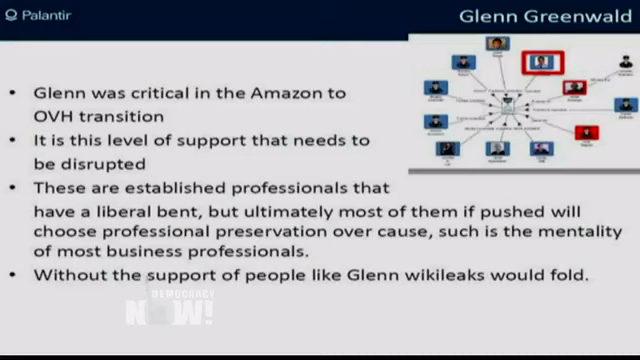 Palantir
Glenn Greenwald
• Glenn was critical in the Amazon to
OVH transition
• It is this level of support that needs to
be disrupted
• These are established professionals that
have a liberal bent, but ultimately most of them if pushed will
choose professional preservation over cause, such is the mentality
of most business professionals.
• Without the support of people like Glenn wikileaks would fold.
DEMOCRACY
NOW!